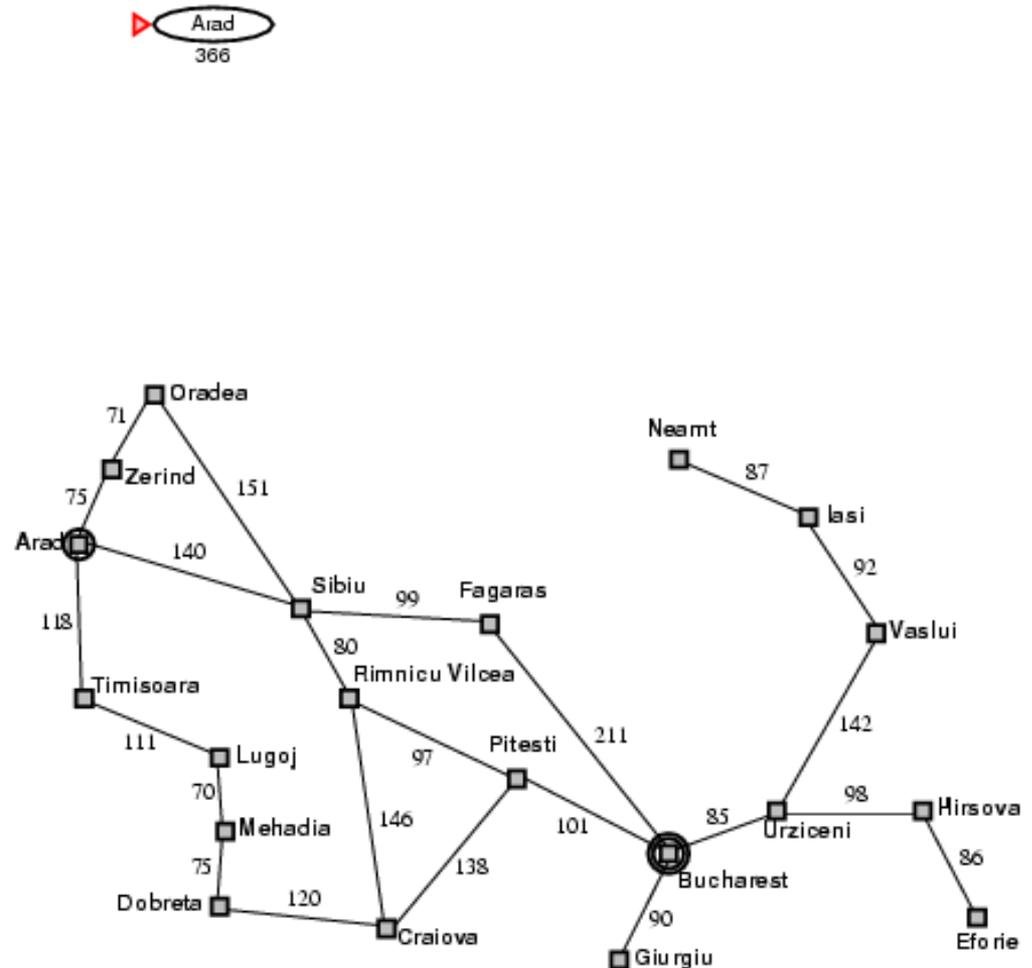 Arad
366
Oradea
71
Neamt
87
Zerind
75
151
Iasi
Arad
140
92
Sibiu
Fagaras
99
118
80
Vaslui
Timisoara
Rimnicu Vilcea
142
111
Lugoj
97
Pitesti
211
70
98
Hirsova
146
85
Urziceni
Mehadia
101
86
75
138
Bucharest
120
Dobreta
90
Craiova
Eforie
Giurgiu